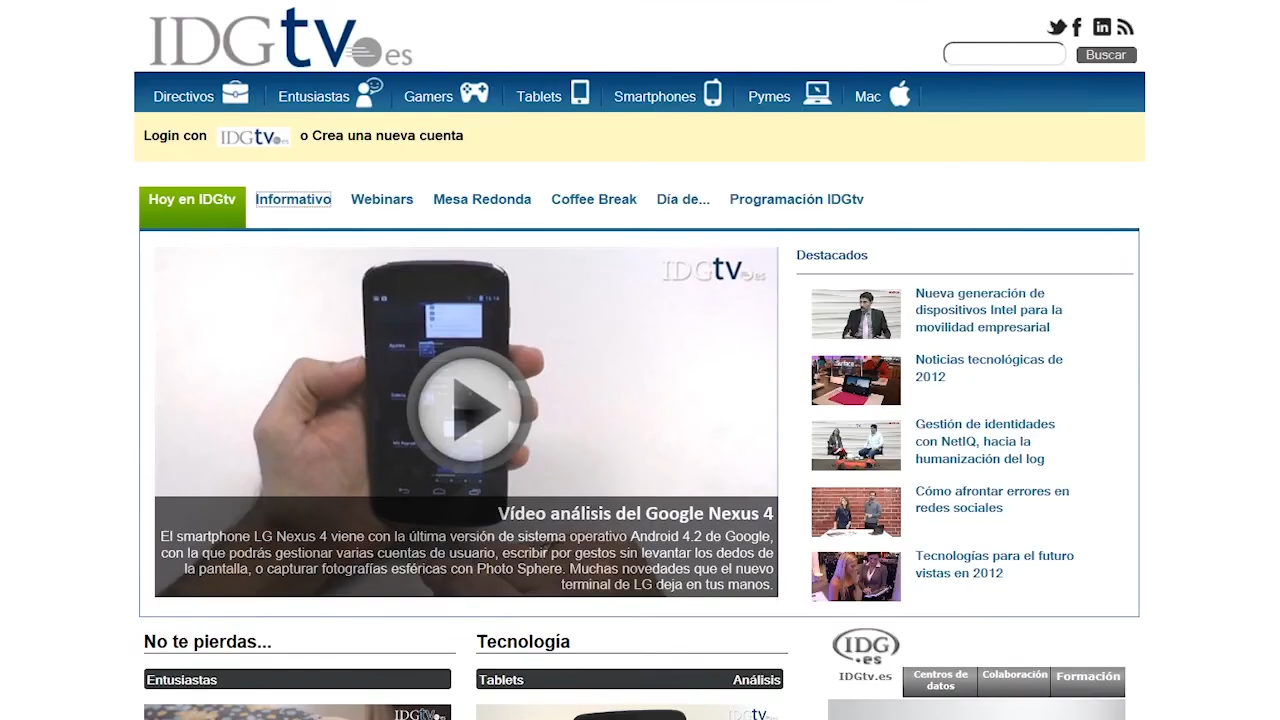 IDGtv.es
Buscar
Directivos Entusiastas Gamers Tablets Smartphones Pymes Mac
Login con IDGtv.es o Crea una nueva cuenta
Hoy en IDGtv Informativo Webinars Mesa Redonda Coffee Break Día de... Programación IDGtv
IDGtv.es
Vídeo análisis del Google Nexus 4
El smartphone LG Nexus 4 viene con la última versión de sistema operativo Android 4.2 de Google,
con la que podrás gestionar varias cuentas de usuario, escribir por gestos sin levantar los dedos de
la pantalla, o capturar fotografías esféricas con Photo Sphere. Muchas novedades que el nuevo
terminal de LG deja en tus manos.
Destacados
Nueva generación de
dispositivos Intel para la
movilidad empresarial
Noticias tecnológicas de
2012
Gestión de identidades
con NetIQ, hacia la
humanización del log
Cómo afrontar errores en
redes sociales
Tecnologías para el futuro
vistas en 2012
No te pierdas...
Entusiastas
IDGtv.es
Tecnología
Tablets Análisis
IDGtv.es
IDG
.es
IDGtv.es
Centros de
datos
Colaboración
Formación